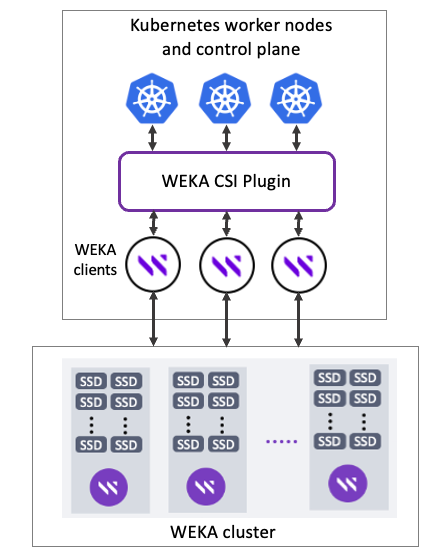 Kubernetes worker nodes
and control plane
WEKA CSI Plugin
WEKA
clients
SSD SSD SSD SSD SSD SSD
SSD SSD SSD SSD SSD SSD
SSD SSD SSD SSD SSD SSD
WEKA cluster